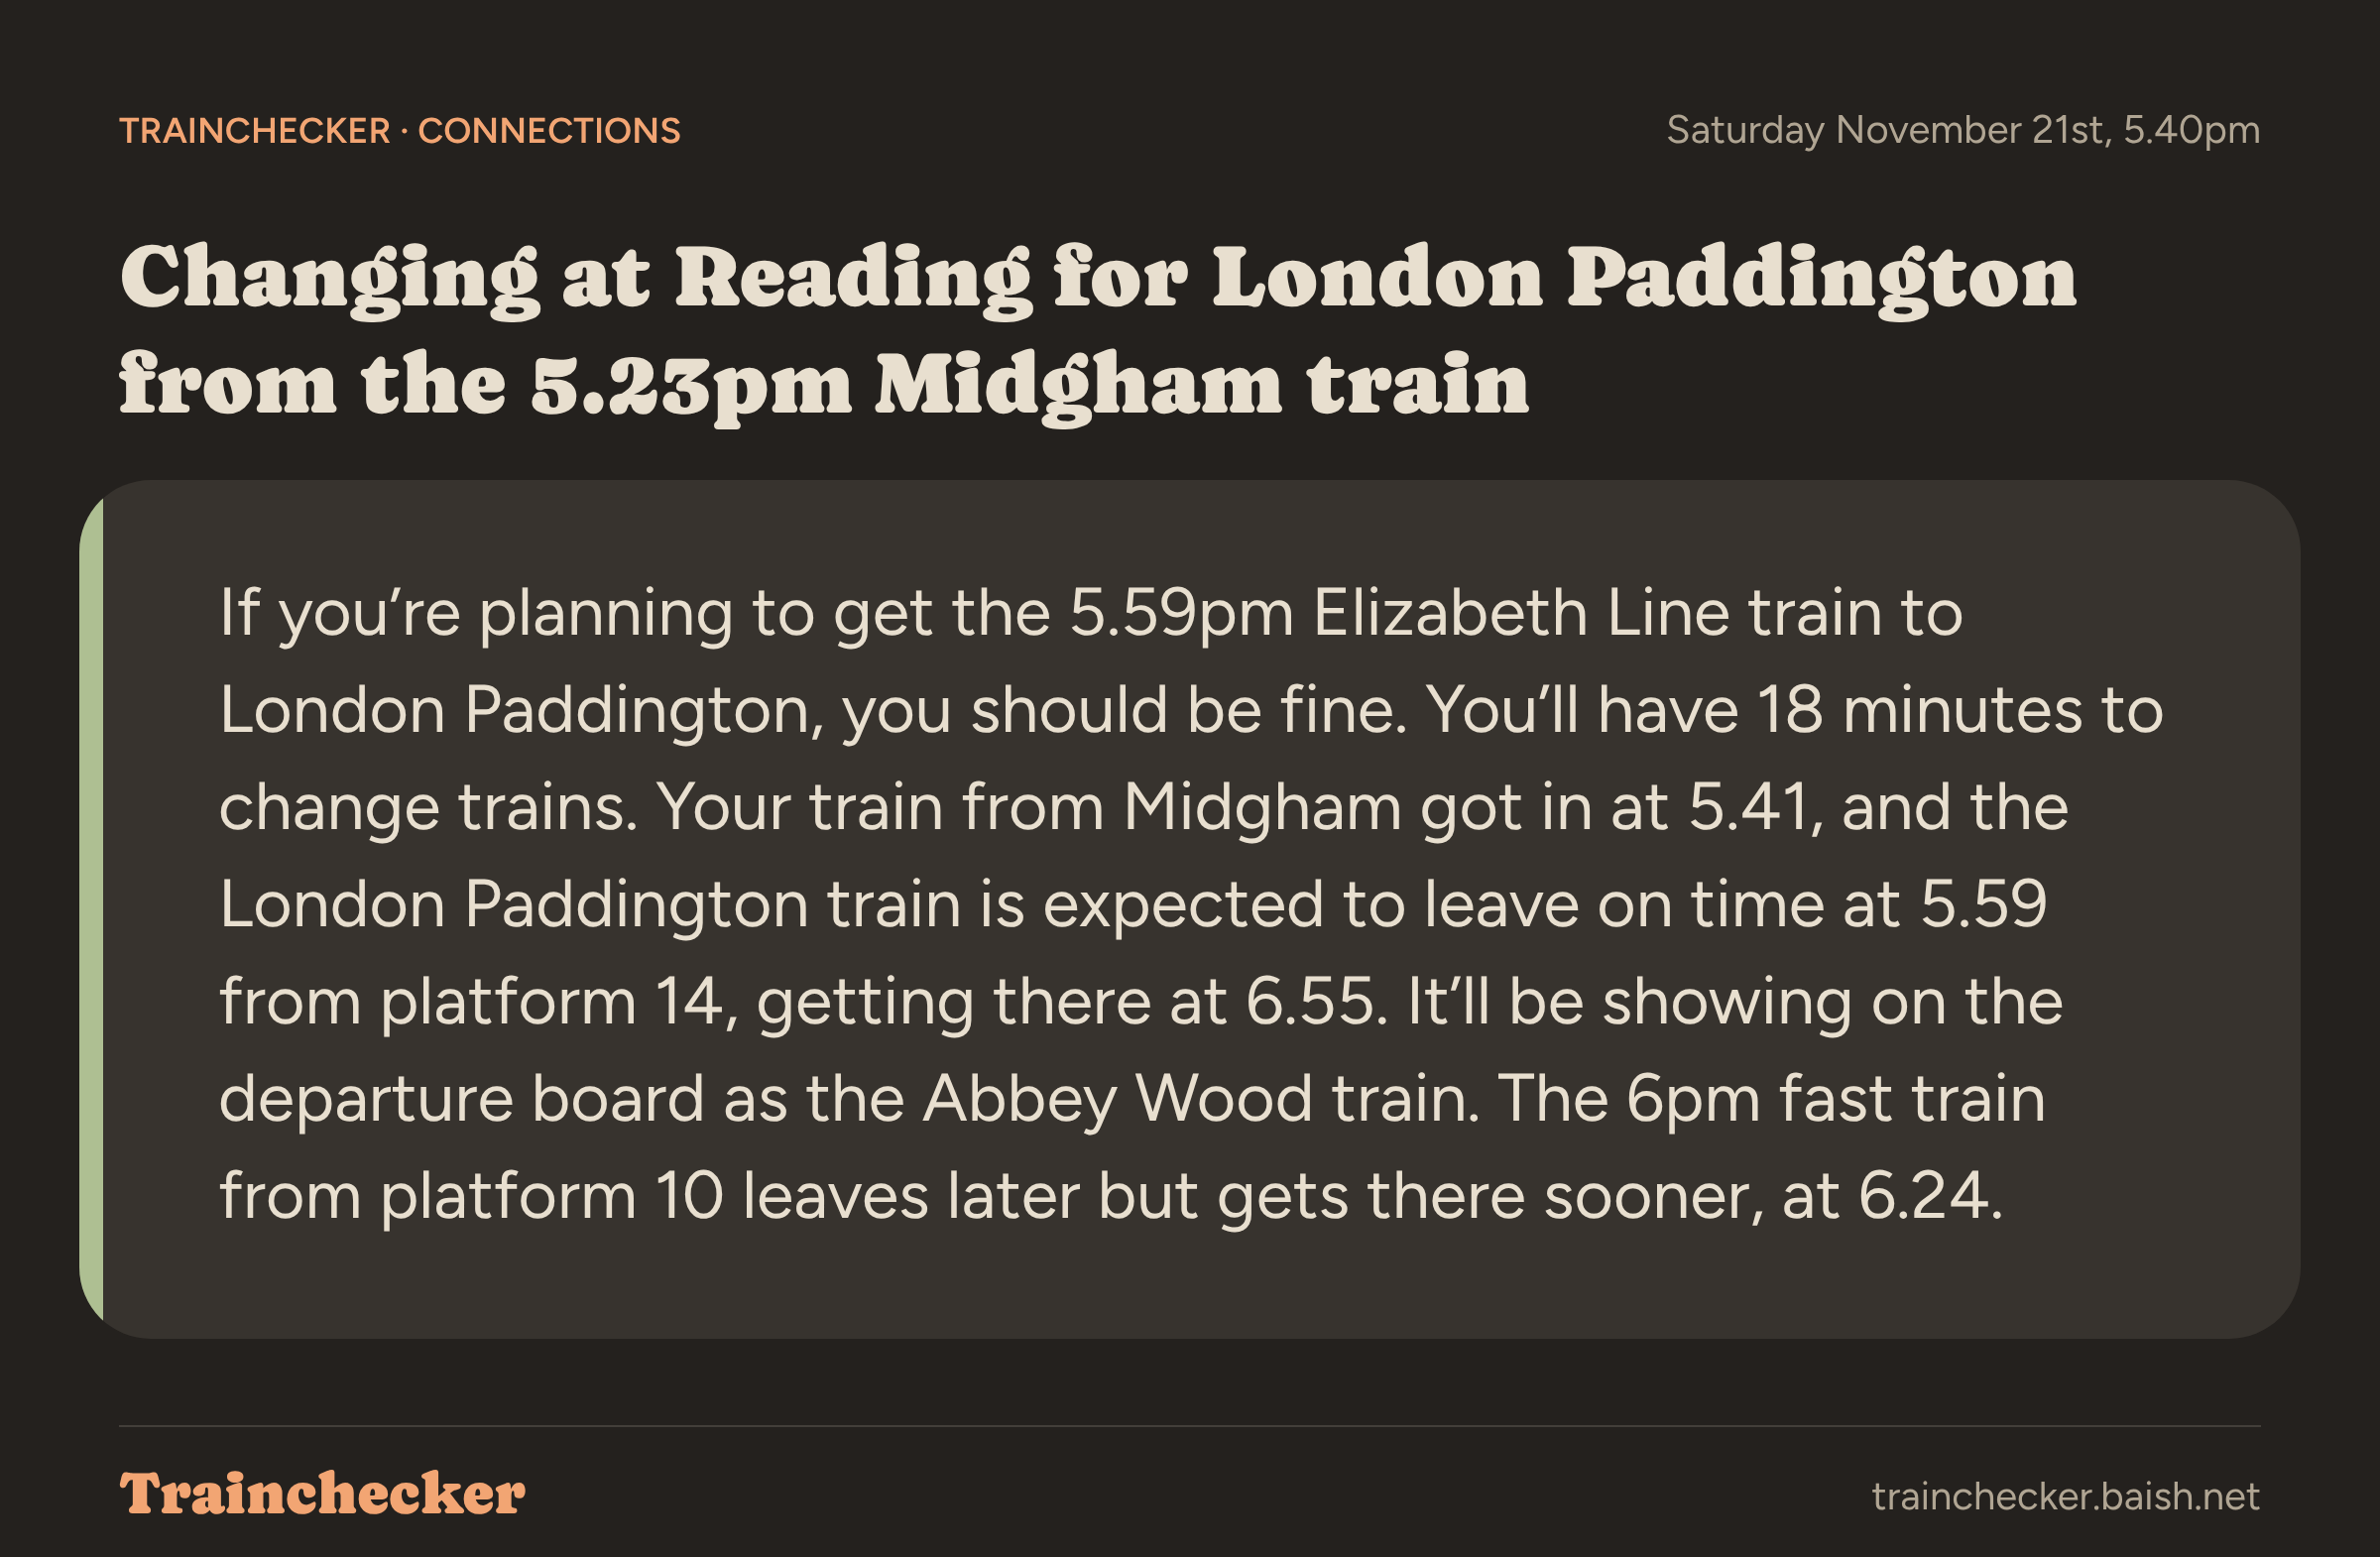 TRAINCHECKER · CONNECTIONS
Saturday November 21st, 5.40pm
Changing at Reading for London Paddington
from the 5.23pm Midgham train
If you’re planning to get the 5.59pm Elizabeth Line train to
London Paddington, you should be fine. You’ll have 18 minutes to
change trains. Your train from Midgham got in at 5.41, and the
London Paddington train is expected to leave on time at 5.59
from platform 14, getting there at 6.55. It’ll be showing on the
departure board as the Abbey Wood train. The 6pm fast train
from platform 10 leaves later but gets there sooner, at 6.24.
Trainchecker
trainchecker.baish.net